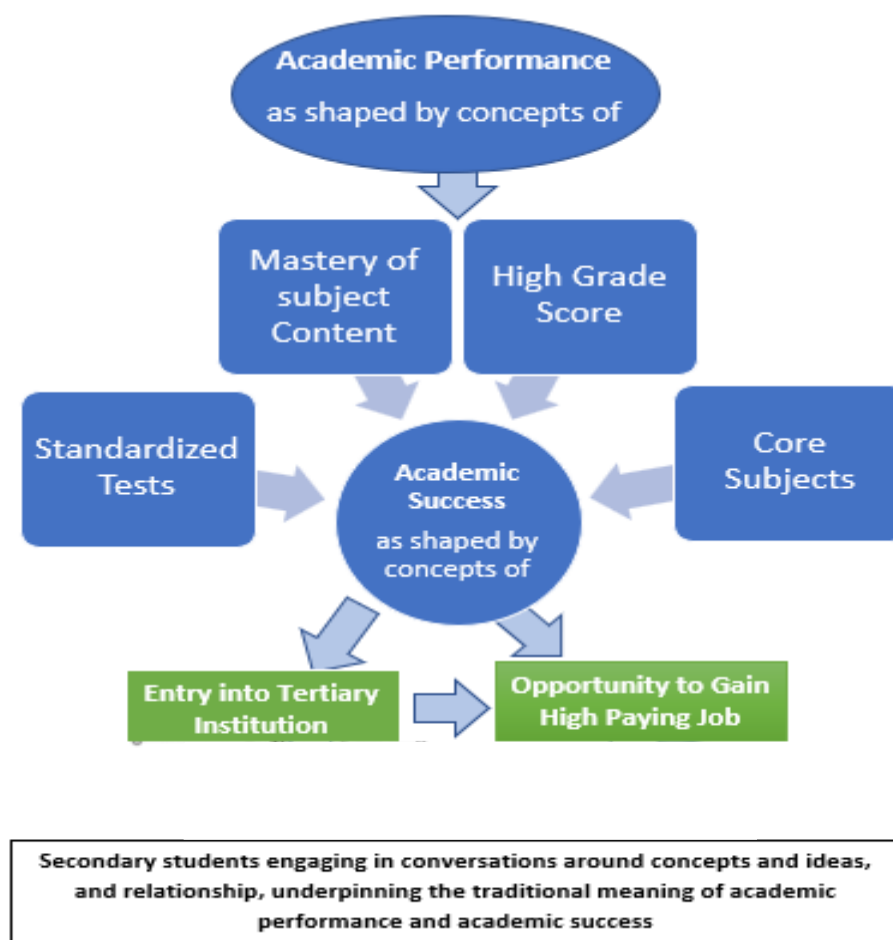 Academic Performance
as shaped by concepts of
Mastery of
subject
Content
High Grade
Score
Standardized
Tests
Core
Subjects
Academic
Success
as shaped by
concepts of
Entry into Tertiary
Institution
Opportunity to Gain
High Paying Job
Secondary students engaging in conversations around concepts and ideas,
and relationship, underpinning the traditional meaning of academic
performance and academic success